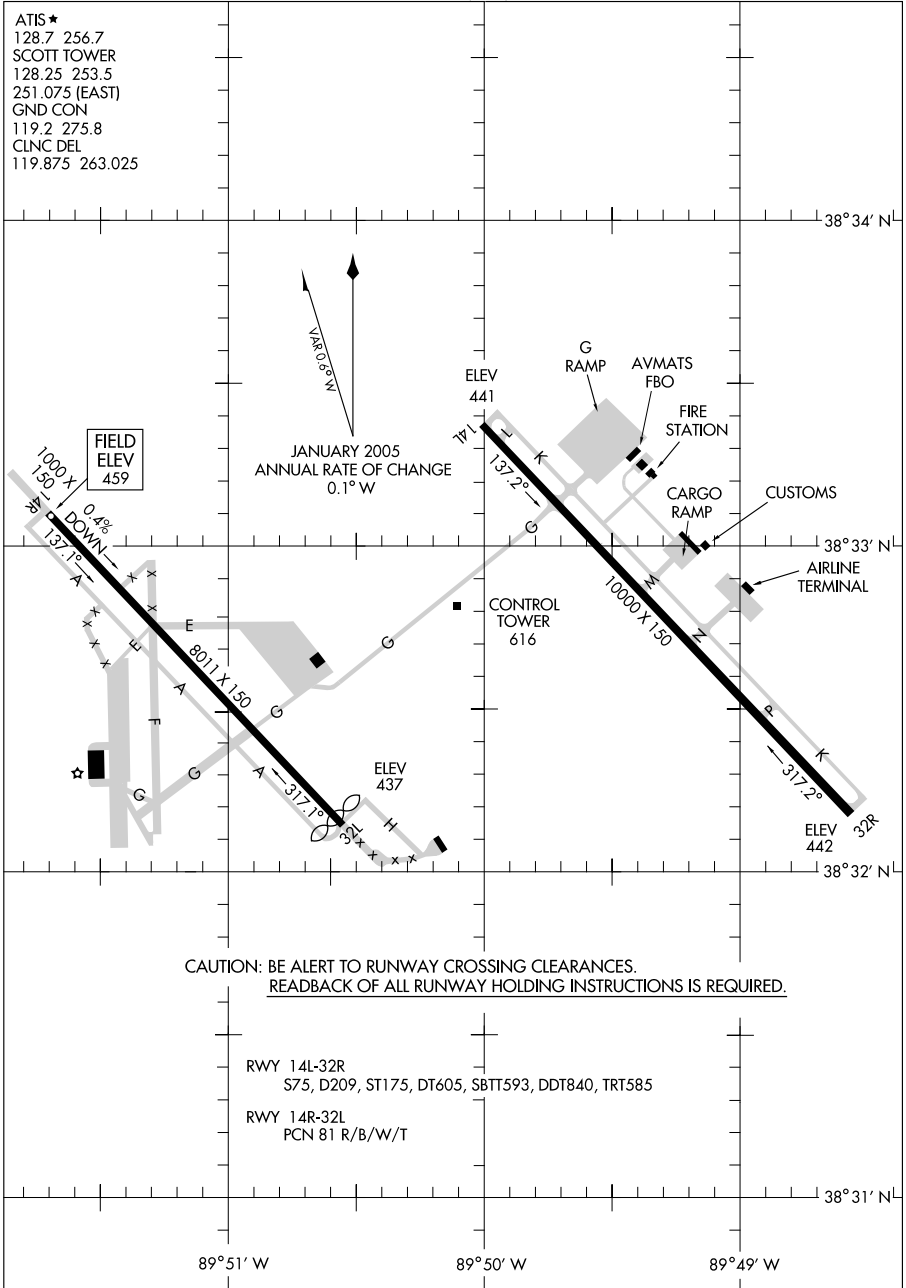 ATIS ★
128.7 256.7
SCOTT TOWER
128.25 253.5
251.075 (EAST)
GND CON
119.2 275.8
CLNC DEL
119.875 263.025
38°34' N
VAR 0.6° W
JANUARY 2005
ANNUAL RATE OF CHANGE
0.1° W
G
RAMP
AVMATS
FBO
FIRE
STATION
ELEV
441
14L
137.2°
L
K
G
CARGO
RAMP
CUSTOMS
AIRLINE
TERMINAL
FIELD
ELEV
459
1000 X
150
14R
0.4%
DOWN
137.1°
38°33' N
A
X
X
X
X
X
X
X
X
E
E
8011 X 150
A
F
G
G
G
G
A
CONTROL
TOWER
616
10000 X 150
M
N
P
K
317.2°
ELEV
442
32R
ELEV
437
317.1°
32L
H
X
X
X
X
38°32' N
CAUTION: BE ALERT TO RUNWAY CROSSING CLEARANCES.
READBACK OF ALL RUNWAY HOLDING INSTRUCTIONS IS REQUIRED.
RWY 14L-32R
S75, D209, ST175, DT605, SBTT593, DDT840, TRT585
RWY 14R-32L
PCN 81 R/B/W/T
38°31' N
89°51' W
89°50' W
89°49' W